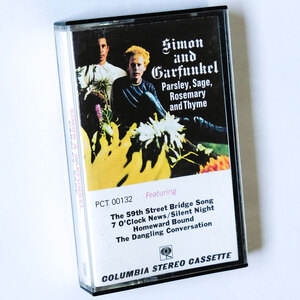 Simon
and
Garfunkel
Parsley, Sage,
Rosemary
and Thyme
PCT 00132
Featuring
The 59th Street Bridge Song
7 O'Clock News/Silent Night
Homeward Bound
The Dangling Conversation
COLUMBIA STEREO CASSETTE